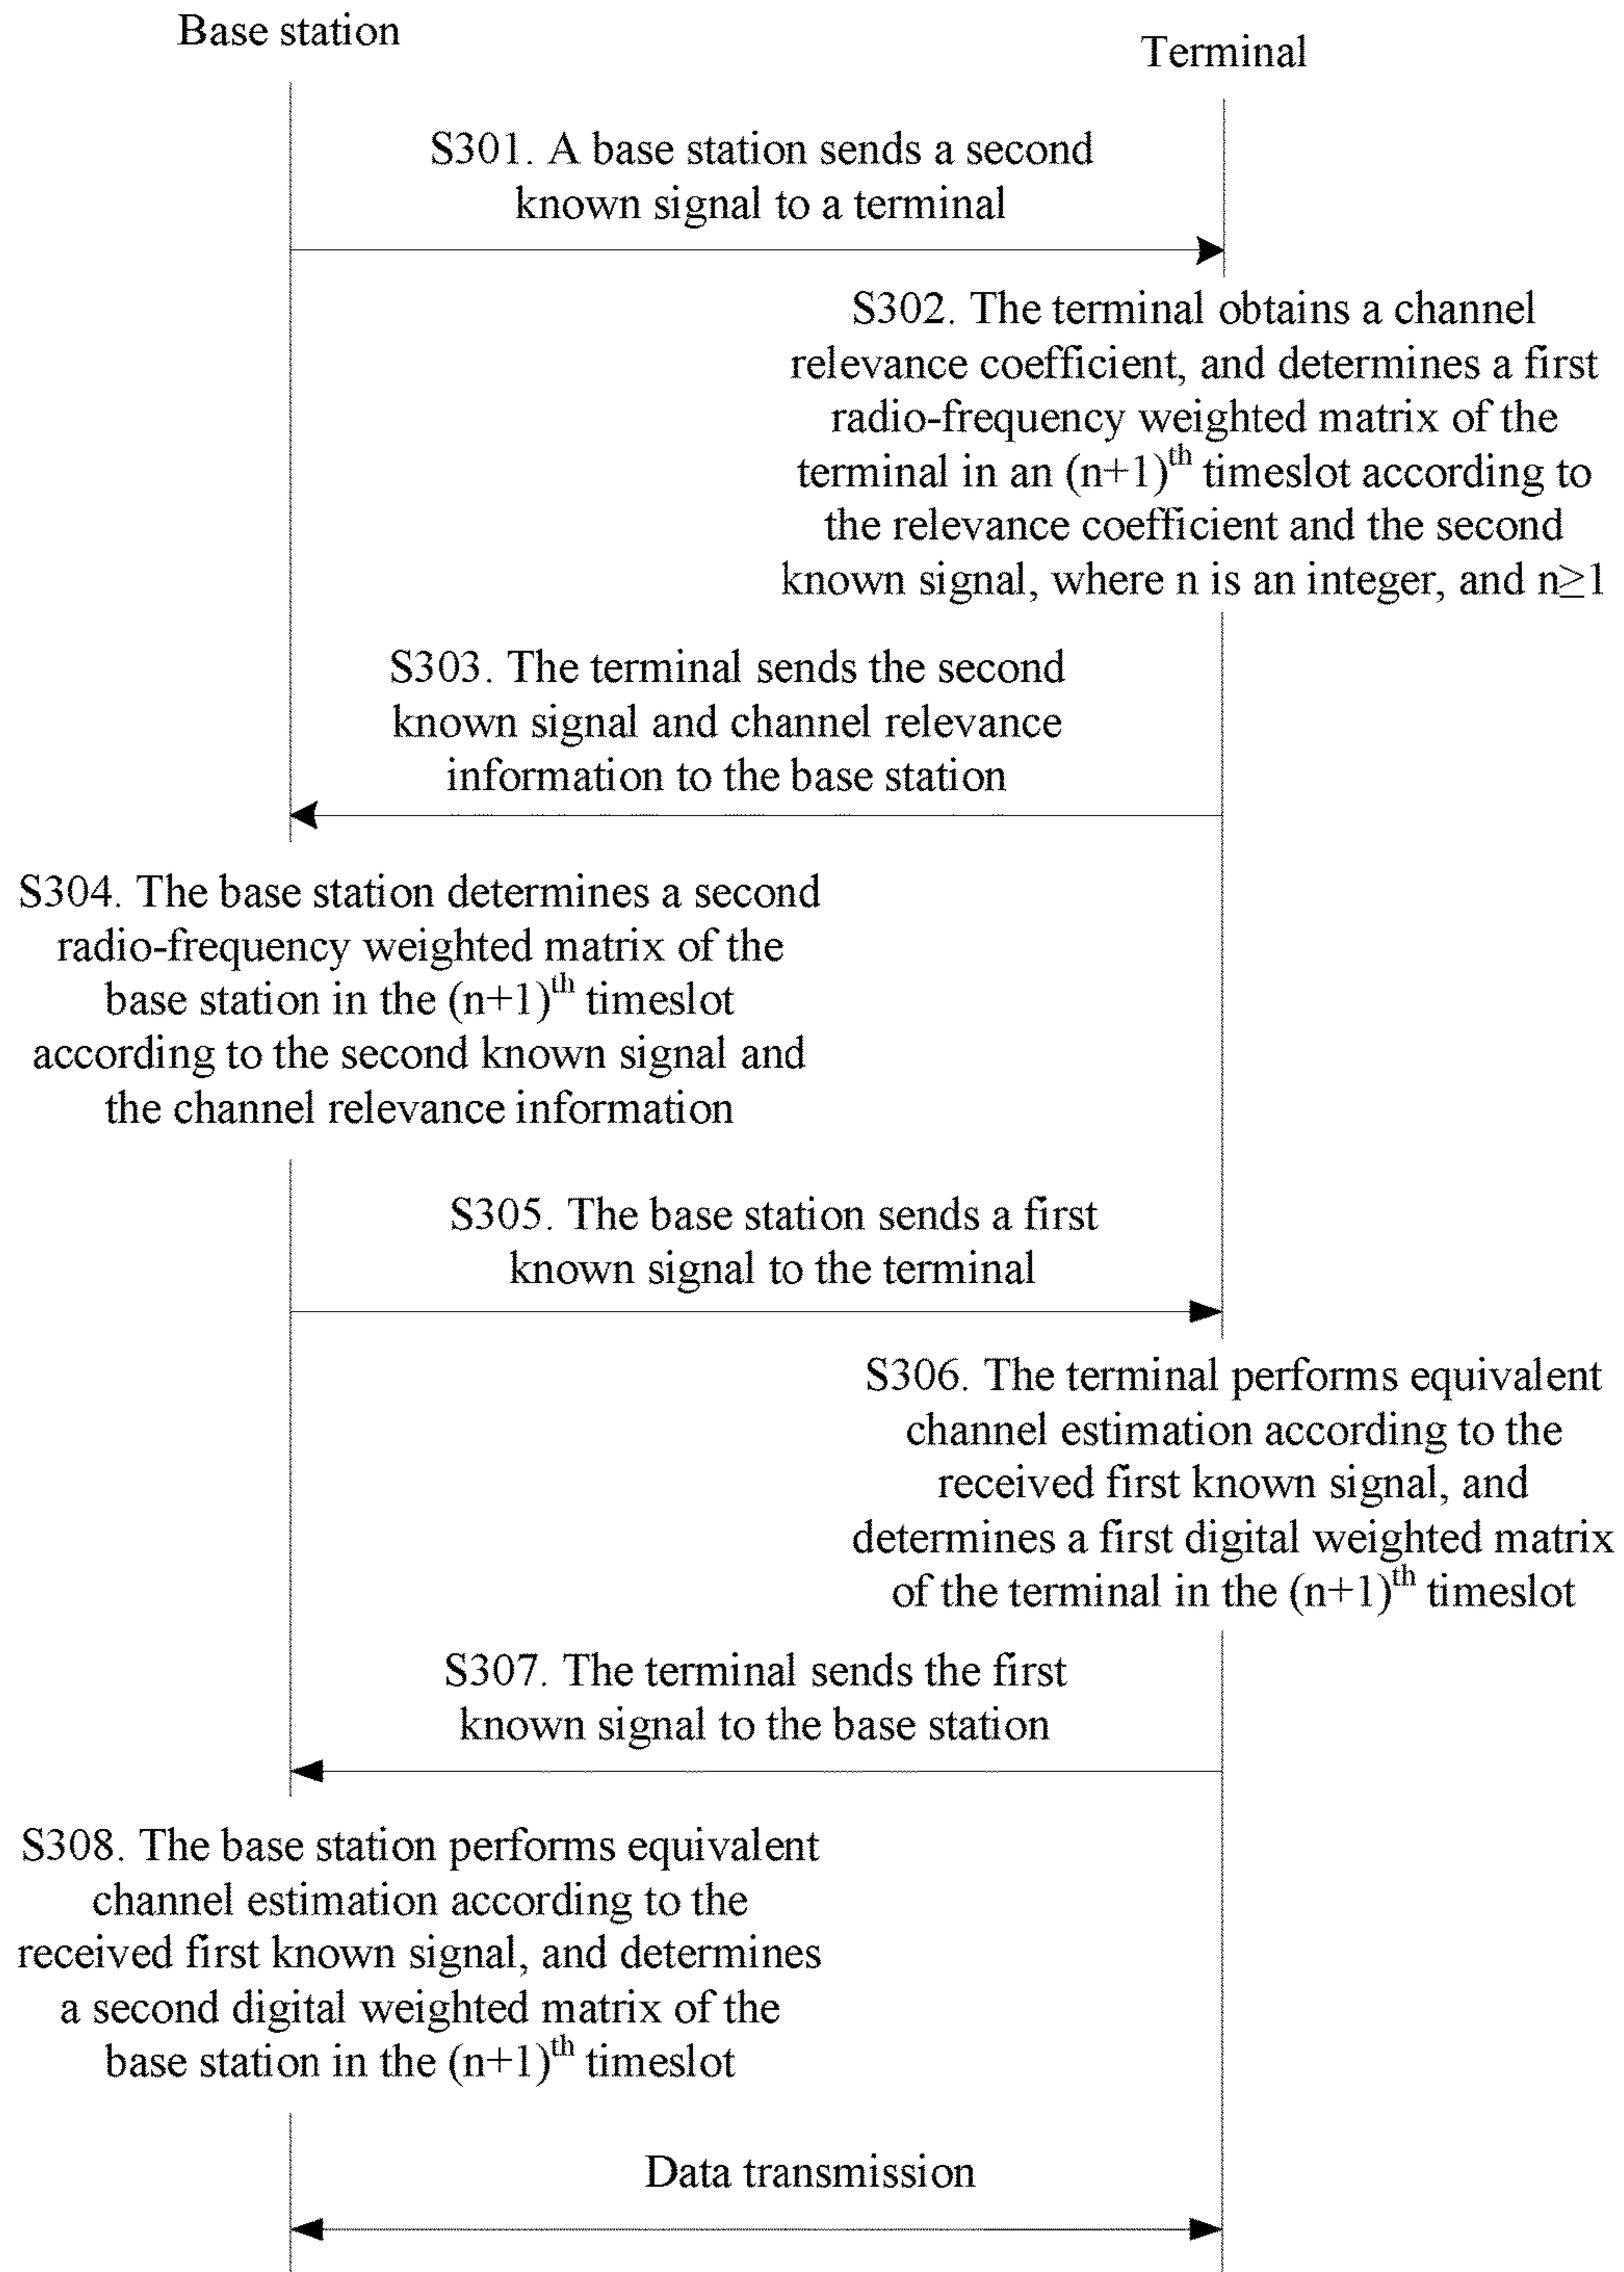 Base station
Terminal
S301. A base station sends a second
known signal to a terminal
S302. The terminal obtains a channel
relevance coefficient, and determines a first
radio-frequency weighted matrix of the
terminal in an (n+1)th timeslot according to
the relevance coefficient and the second
known signal, where n is an integer, and n≥1
S303. The terminal sends the second
known signal and channel relevance
information to the base station
S304. The base station determines a second
radio-frequency weighted matrix of the
base station in the (n+1)th timeslot
according to the second known signal and
the channel relevance information
S305. The base station sends a first
known signal to the terminal
S306. The terminal performs equivalent
channel estimation according to the
received first known signal, and
determines a first digital weighted matrix
of the terminal in the (n+1)th timeslot
S307. The terminal sends the first
known signal to the base station
S308. The base station performs equivalent
channel estimation according to the
received first known signal, and determines
a second digital weighted matrix of the
base station in the (n+1)th timeslot
Data transmission